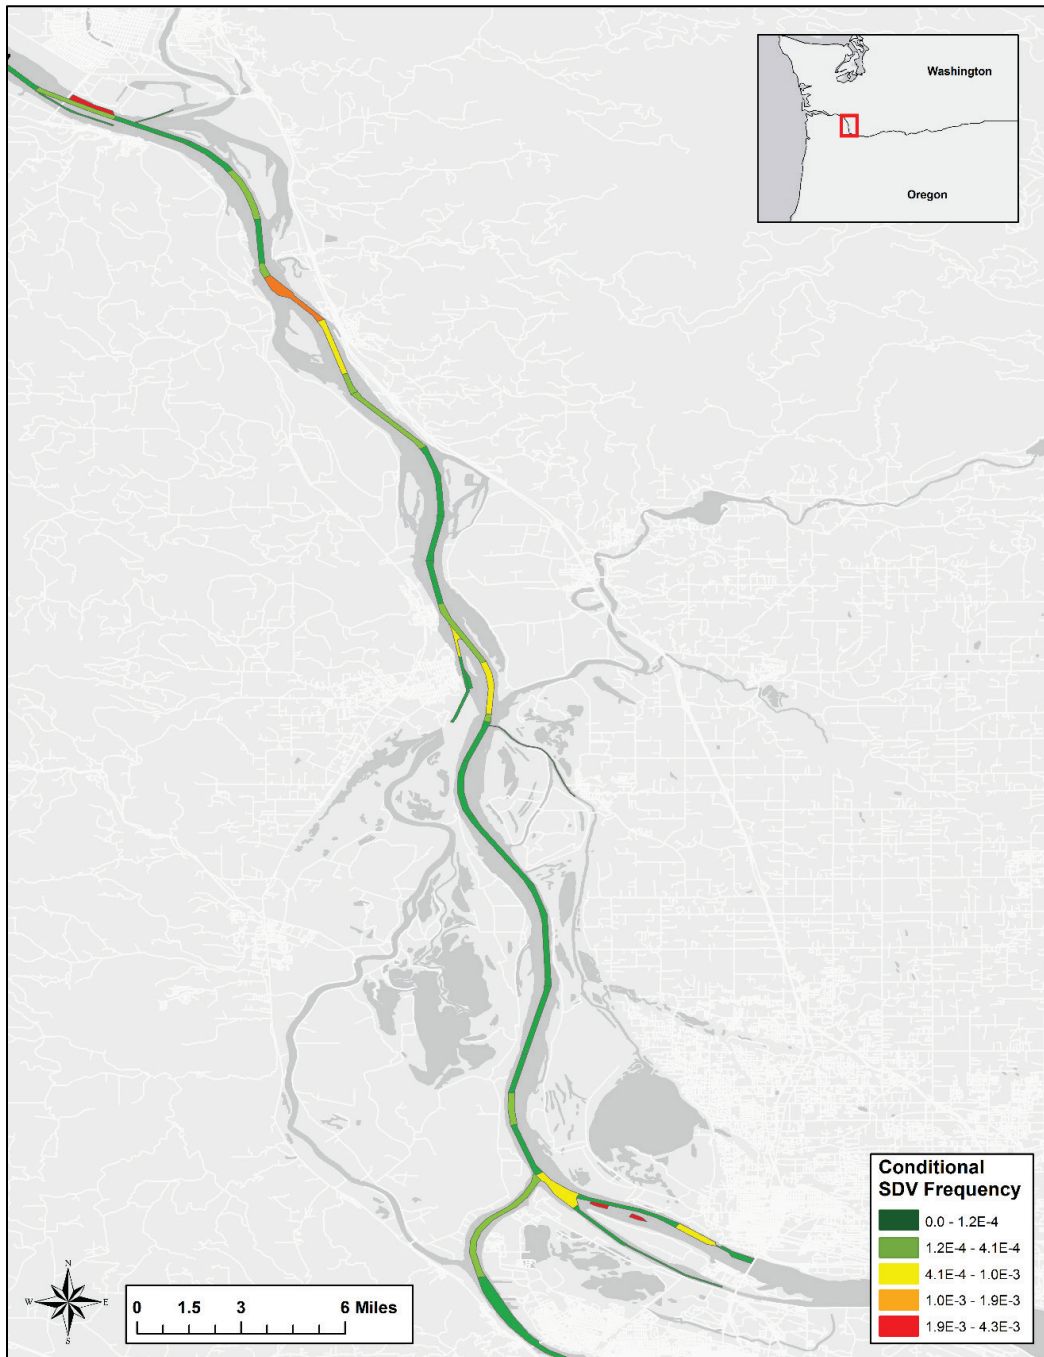 Washington
Oregon
Conditional
SDV Frequency
0.0 - 1.2E-4
1.2E-4 - 4.1E-4
4.1E-4 - 1.0E-3
1.0E-3 - 1.9E-3
1.9E-3 - 4.3E-3
N
W E
S
0 1.5 3 6 Miles